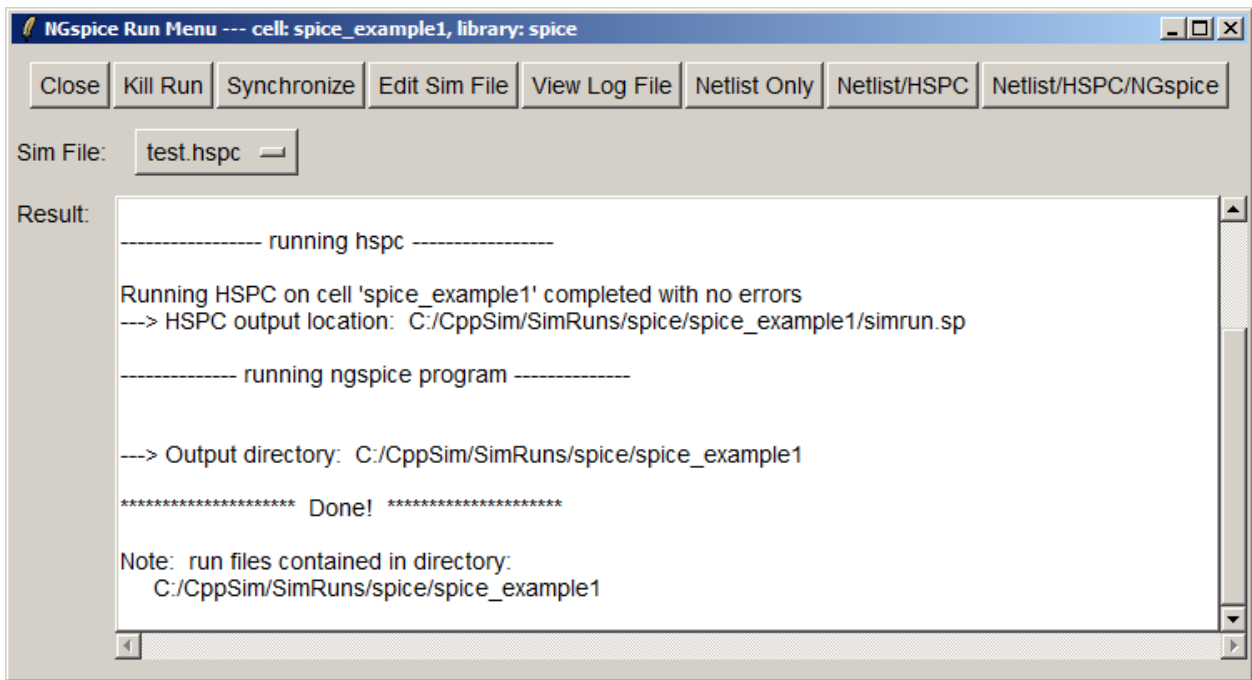 NGspice Run Menu --- cell: spice_example1, library: spice
Close Kill Run Synchronize Edit Sim File View Log File Netlist Only Netlist/HSPC Netlist/HSPC/NGspice
Sim File: test.hspc
Result:
----------------- running hspc -----------------
Running HSPC on cell 'spice_example1' completed with no errors
---> HSPC output location:  C:/CppSim/SimRuns/spice/spice_example1/simrun.sp
-------------- running ngspice program --------------
---> Output directory:  C:/CppSim/SimRuns/spice/spice_example1
********************* Done! *********************
Note:  run files contained in directory:
C:/CppSim/SimRuns/spice/spice_example1